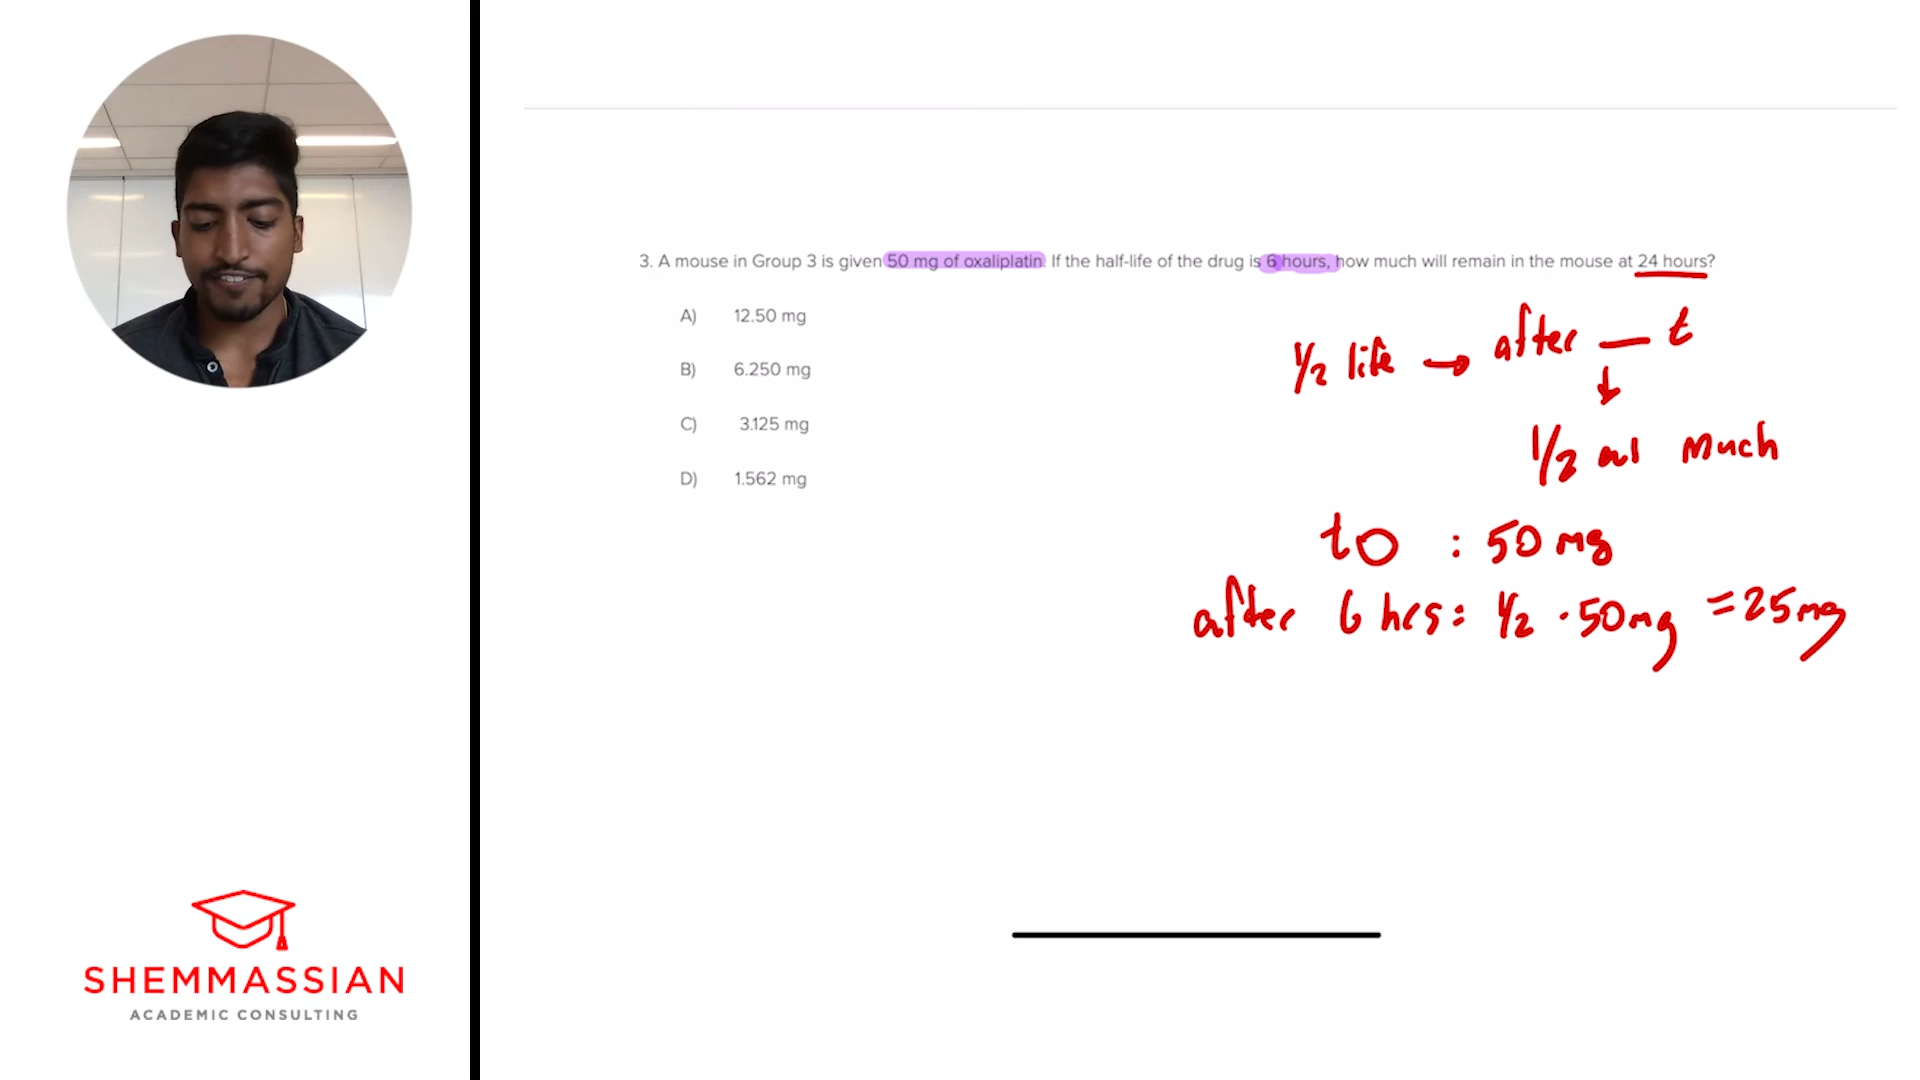 3. A mouse in Group 3 is given 50 mg of oxaliplatin. If the half-life of the drug is 6 hours, how much will remain in the mouse at 24 hours?
A) 12.50 mg
B) 6.250 mg
C) 3.125 mg
D) 1.562 mg
1/2 life → after — t
↓
1/2 as much
t0 : 50 mg
after 6 hrs: 1/2 · 50mg = 25mg
SHEMMASSIAN
ACADEMIC CONSULTING